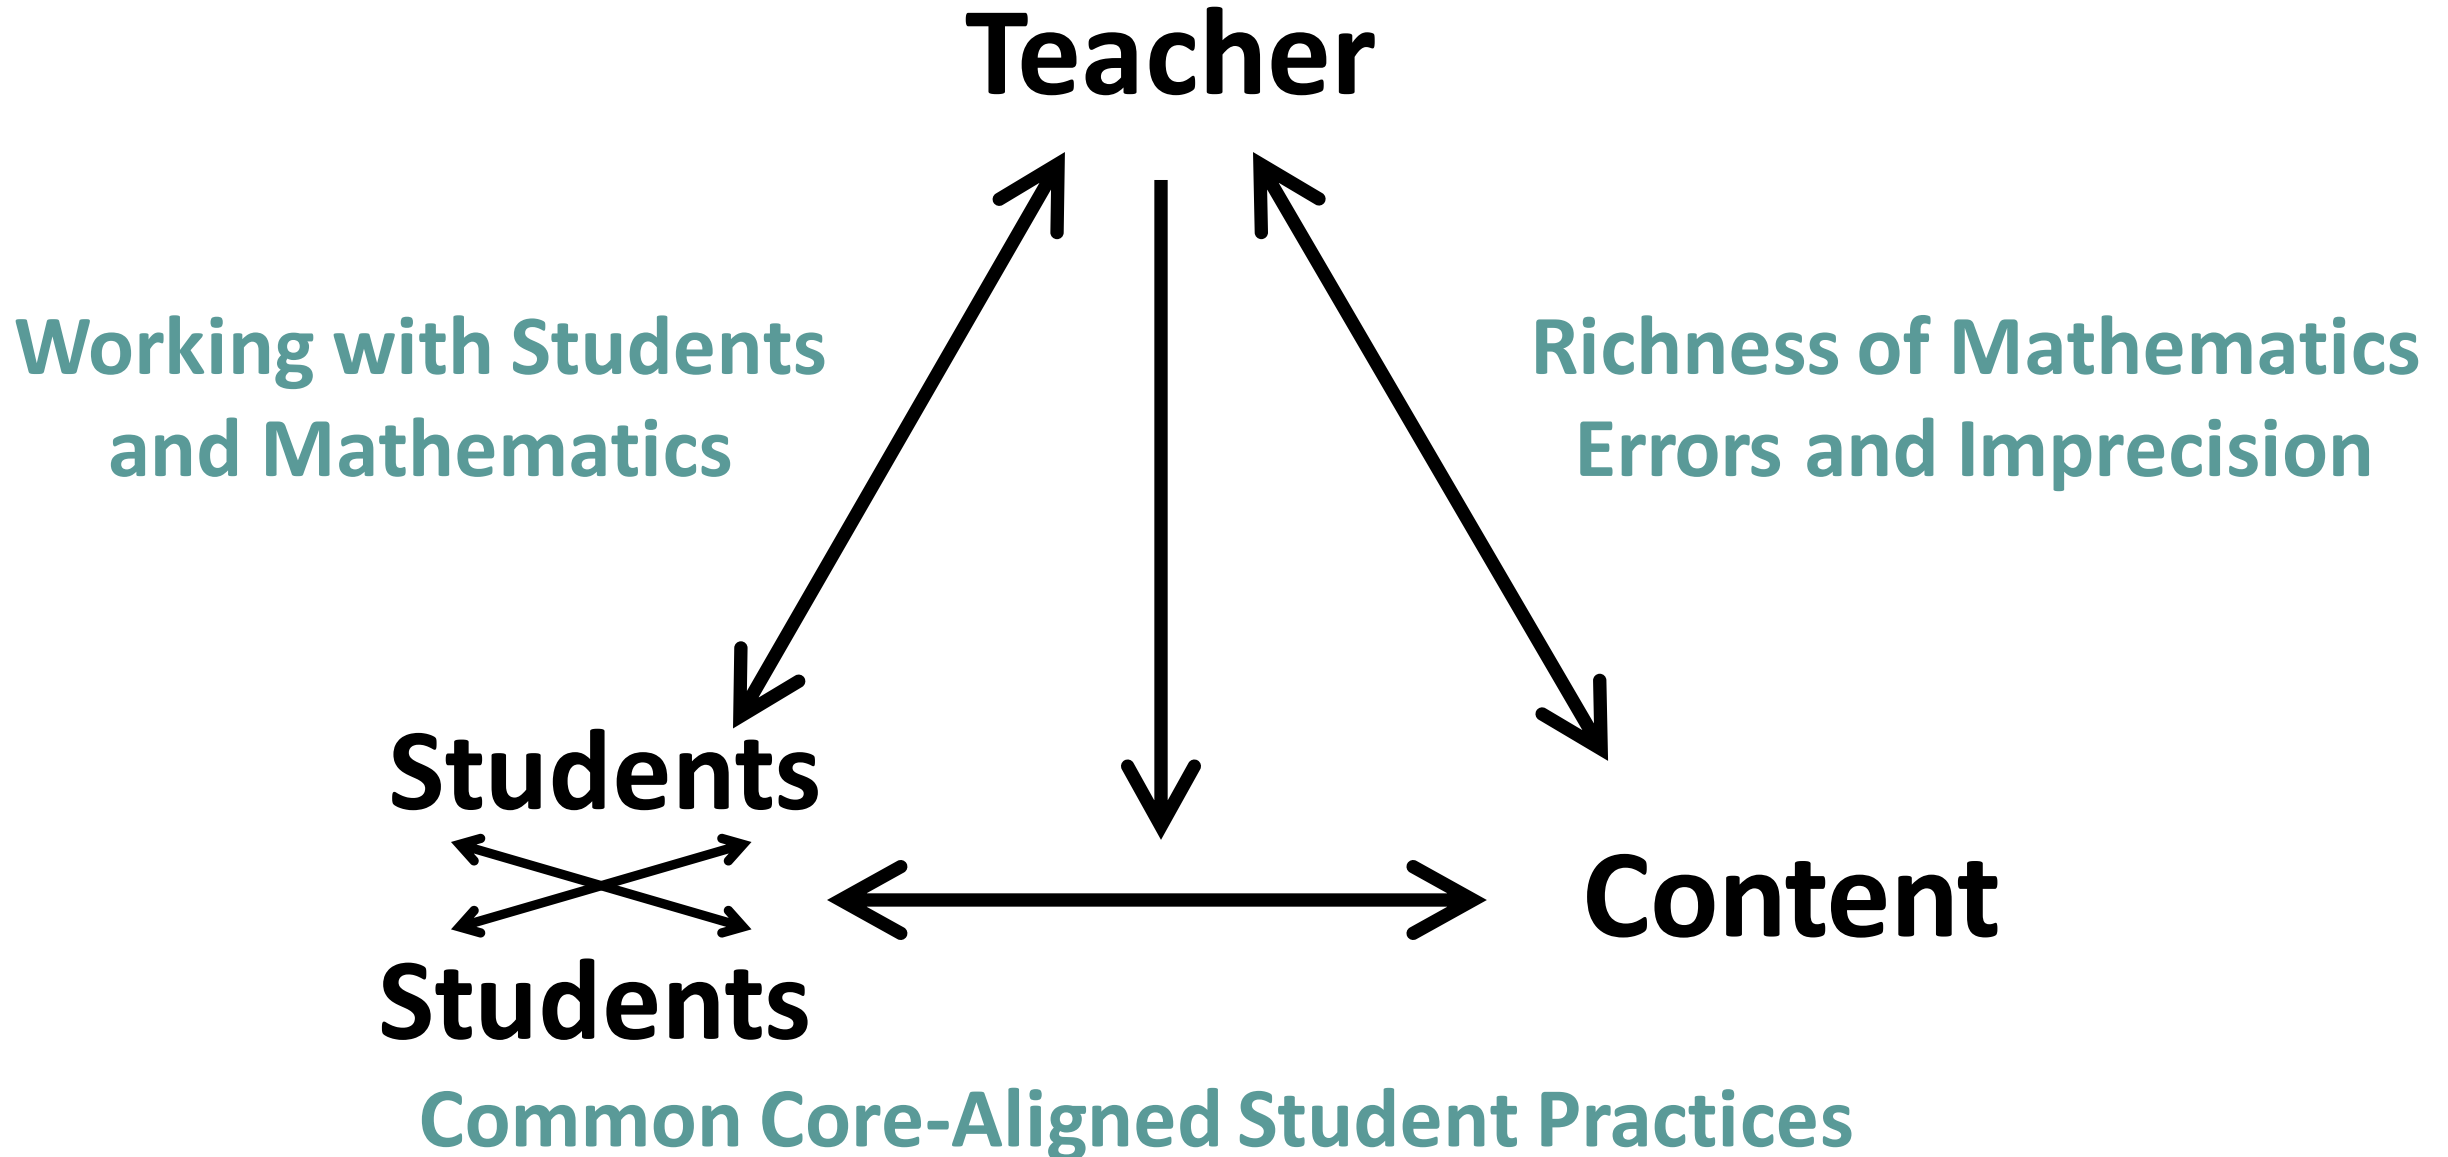 Teacher
Working with Students
and Mathematics
Richness of Mathematics
Errors and Imprecision
Students
Content
Students
Common Core-Aligned Student Practices